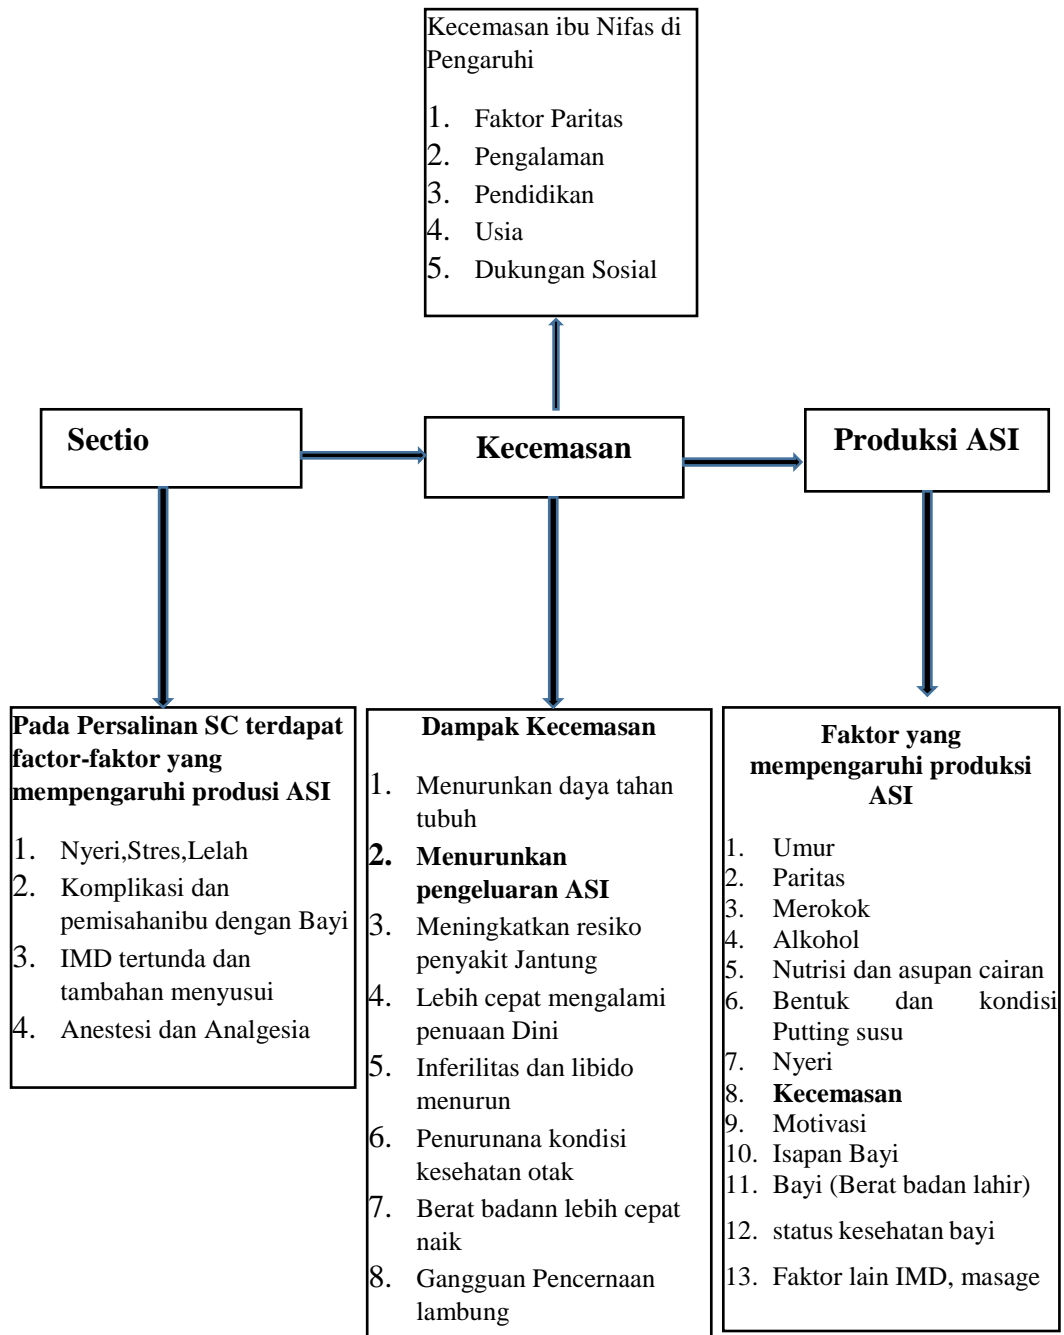 Kecemasan ibu Nifas di
Pengaruhi
1. Faktor Paritas
2. Pengalaman
3. Pendidikan
4. Usia
5. Dukungan Sosial
Sectio
Kecemasan
Produksi ASI
Pada Persalinan SC terdapat
factor-faktor yang
mempengaruhi produsi ASI
1. Nyeri,Stres,Lelah
2. Komplikasi dan
pemisahanibu dengan Bayi
3. IMD tertunda dan
tambahan menyusui
4. Anestesi dan Analgesia
Dampak Kecemasan
1. Menurunkan daya tahan
tubuh
2. Menurunkan
pengeluaran ASI
3. Meningkatkan resiko
penyakit Jantung
4. Lebih cepat mengalami
penuaan Dini
5. Inferilitas dan libido
menurun
6. Penurunana kondisi
kesehatan otak
7. Berat badann lebih cepat
naik
8. Gangguan Pencernaan
lambung
Faktor yang
mempengaruhi produksi
ASI
1. Umur
2. Paritas
3. Merokok
4. Alkohol
5. Nutrisi dan asupan cairan
6. Bentuk dan kondisi
Putting susu
7. Nyeri
8. Kecemasan
9. Motivasi
10. Isapan Bayi
11. Bayi (Berat badan lahir)
12. status kesehatan bayi
13. Faktor lain IMD, masage